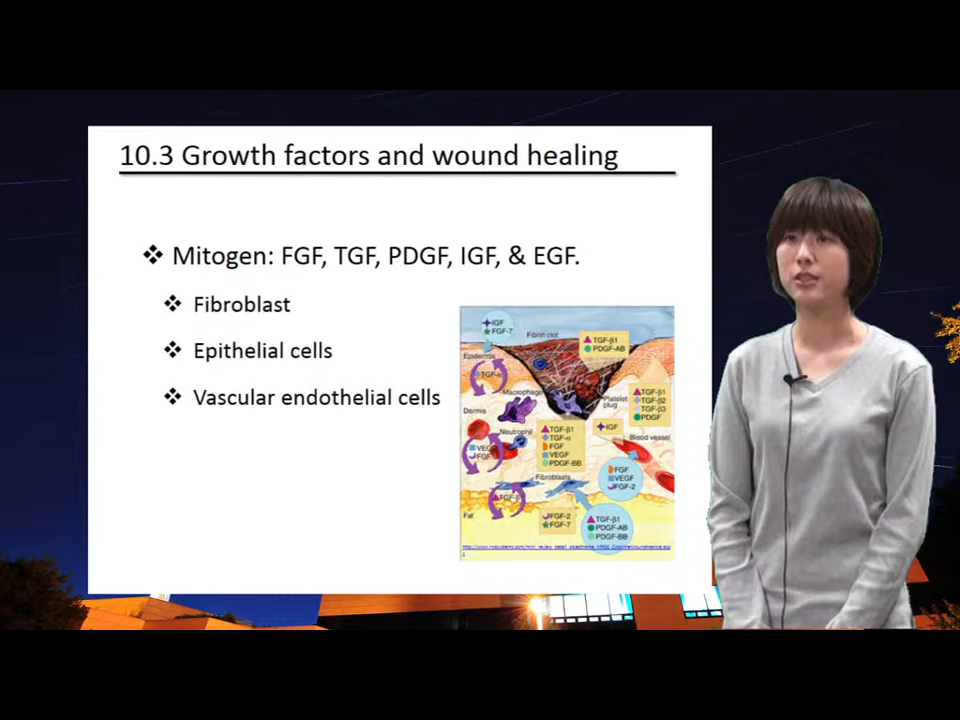 10.3 Growth factors and wound healing
Mitogen: FGF, TGF, PDGF, IGF, & EGF.
Fibroblast
Epithelial cells
Vascular endothelial cells
IGF
FGF-7
Fibrin clot
TGF-β1
PDGF-AB
Epidermis
TGF-α
Macrophage
Platelet
plug
TGF-β1
TGF-β2
TGF-β3
PDGF
Dermis
Neutrophil
TGF-β1
TGF-α
FGF
VEGF
PDGF-BB
IGF
Blood vessel
FGF
VEGF
FGF-2
Fibroblasts
Fat
FGF-2
FGF-7
TGF-β1
PDGF-AB
PDGF-BB